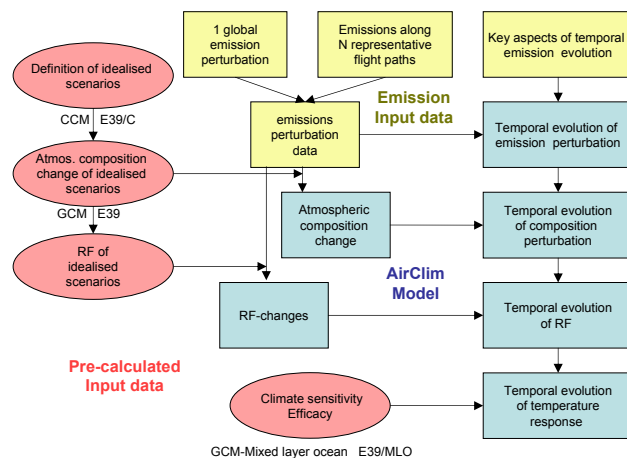 1 global
emission
perturbation
Emissions along
N representative
flight paths
Key aspects of temporal
emission evolution
Definition of idealised
scenarios
Emission
Input data
CCM E39/C
emissions
perturbation
data
Temporal evolution of
emission perturbation
Atmos. composition
change of idealised
scenarios
GCM E39
Atmospheric
composition
change
Temporal evolution
of composition
perturbation
RF of
idealised
scenarios
AirClim
Model
RF-changes
Temporal evolution
of RF
Pre-calculated
Input data
Climate sensitivity
Efficacy
Temporal evolution
of temperature
response
GCM-Mixed layer ocean E39/MLO